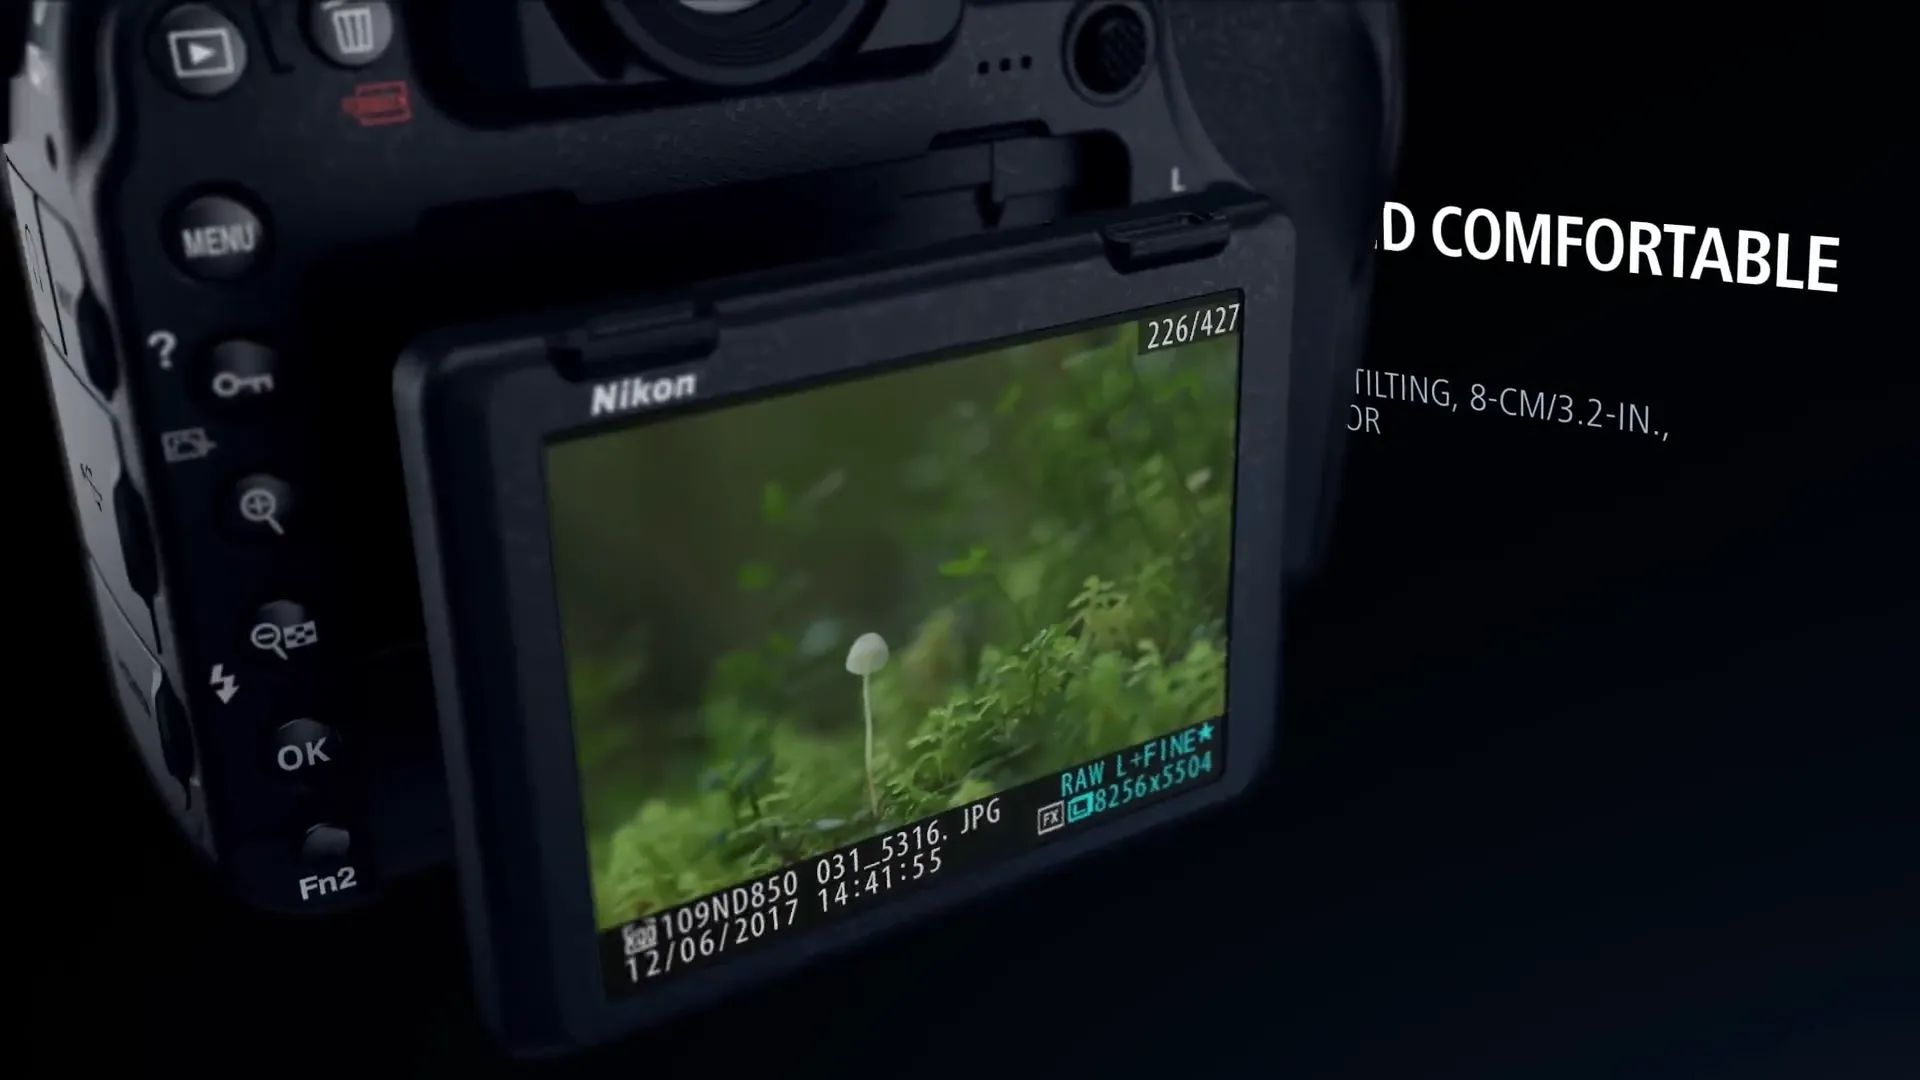 MENU
?
OK
Fn2
L
Nikon
226/427
RAW L+FINE★
FX L 8256x5504
109ND850 031_5316. JPG
12/06/2017 14:41:55
D COMFORTABLE
TILTING, 8-CM/3.2-IN.,
OR